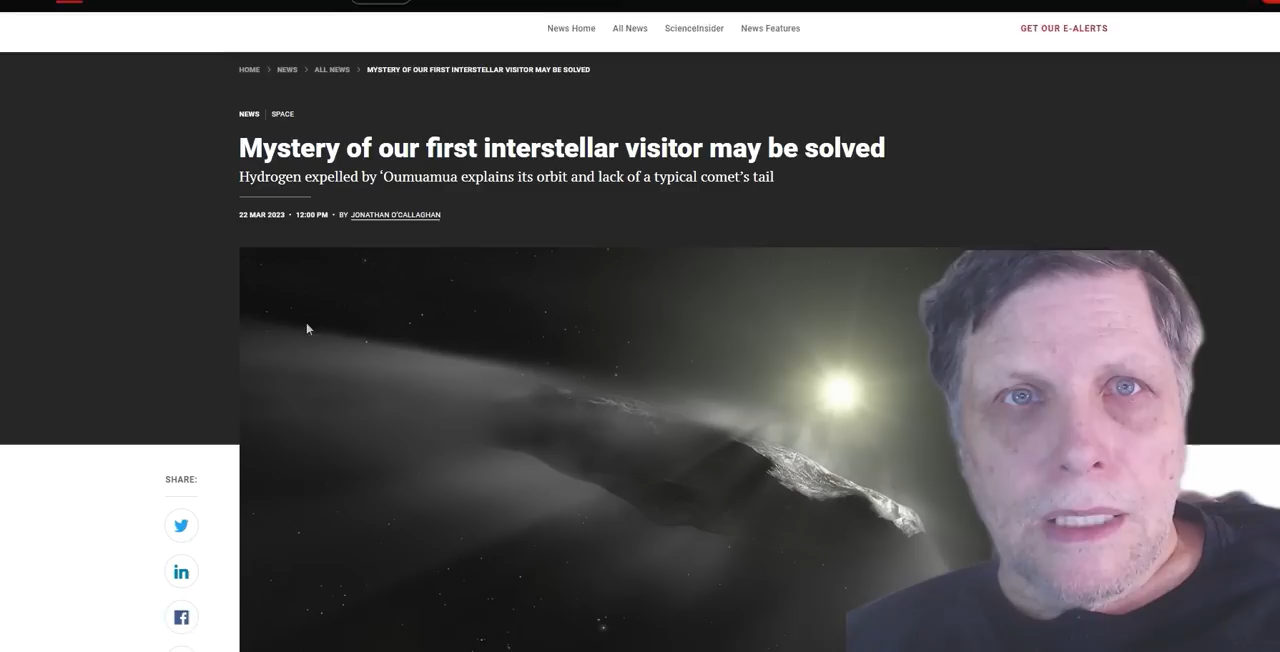 News Home All News ScienceInsider News Features GET OUR E-ALERTS
HOME > NEWS > ALL NEWS > MYSTERY OF OUR FIRST INTERSTELLAR VISITOR MAY BE SOLVED
NEWS | SPACE
Mystery of our first interstellar visitor may be solved
Hydrogen expelled by ‘Oumuamua explains its orbit and lack of a typical comet’s tail
22 MAR 2023 • 12:00 PM • BY JONATHAN O'CALLAGHAN
SHARE:
in
f